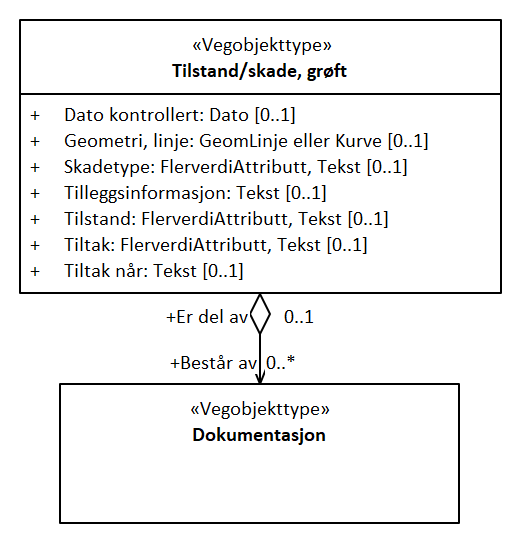 «Vegobjekttype»
Tilstand/skade, grøft
+ Dato kontrollert: Dato [0..1]
+ Geometri, linje: GeomLinje eller Kurve [0..1]
+ Skadetype: FlerverdiAttributt, Tekst [0..1]
+ Tilleggsinformasjon: Tekst [0..1]
+ Tilstand: FlerverdiAttributt, Tekst [0..1]
+ Tiltak: FlerverdiAttributt, Tekst [0..1]
+ Tiltak når: Tekst [0..1]
+Er del av 0..1
+Består av 0..*
«Vegobjekttype»
Dokumentasjon